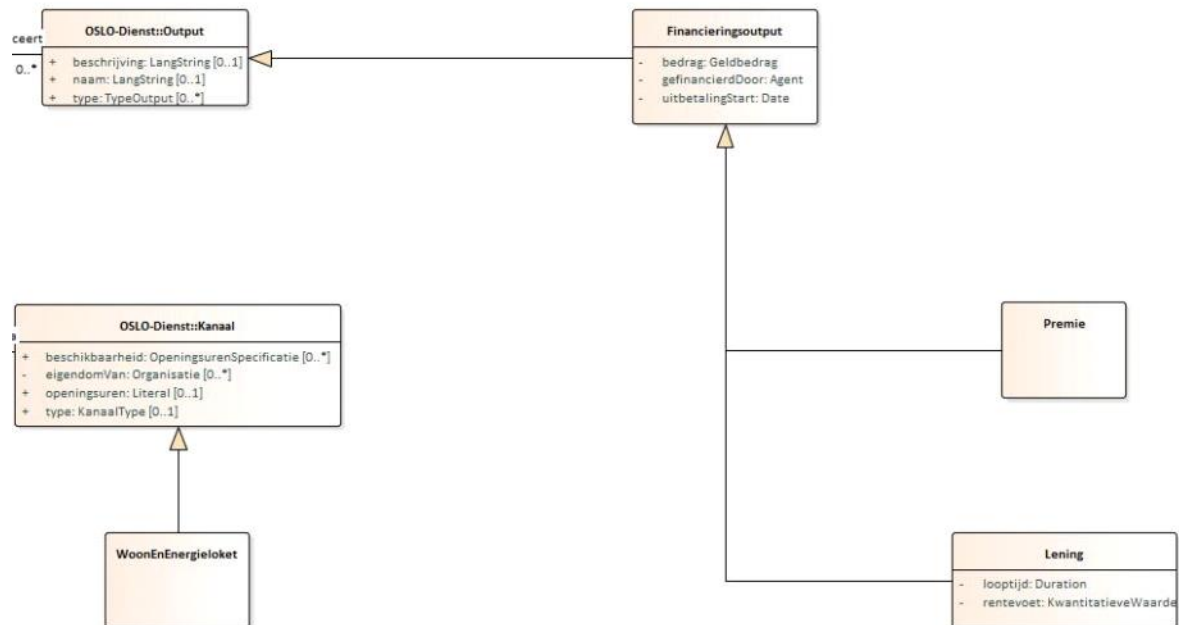 ceert
0..*
OSLO-Dienst::Output
+ beschrijving: LangString [0..1]
+ naam: LangString [0..1]
+ type: TypeOutput [0..*]
Financieringsoutput
- bedrag: Geldbedrag
- gefinancierdDoor: Agent
- uitbetalingStart: Date
OSLO-Dienst::Kanaal
+ beschikbaarheid: OpeningsurenSpecificatie [0..*]
- eigendomVan: Organisatie [0..*]
+ openingsuren: Literal [0..1]
+ type: KanaalType [0..1]
Premie
WoonEnEnergieloket
Lening
- looptijd: Duration
- rentevoet: KwantitatieveWaarde